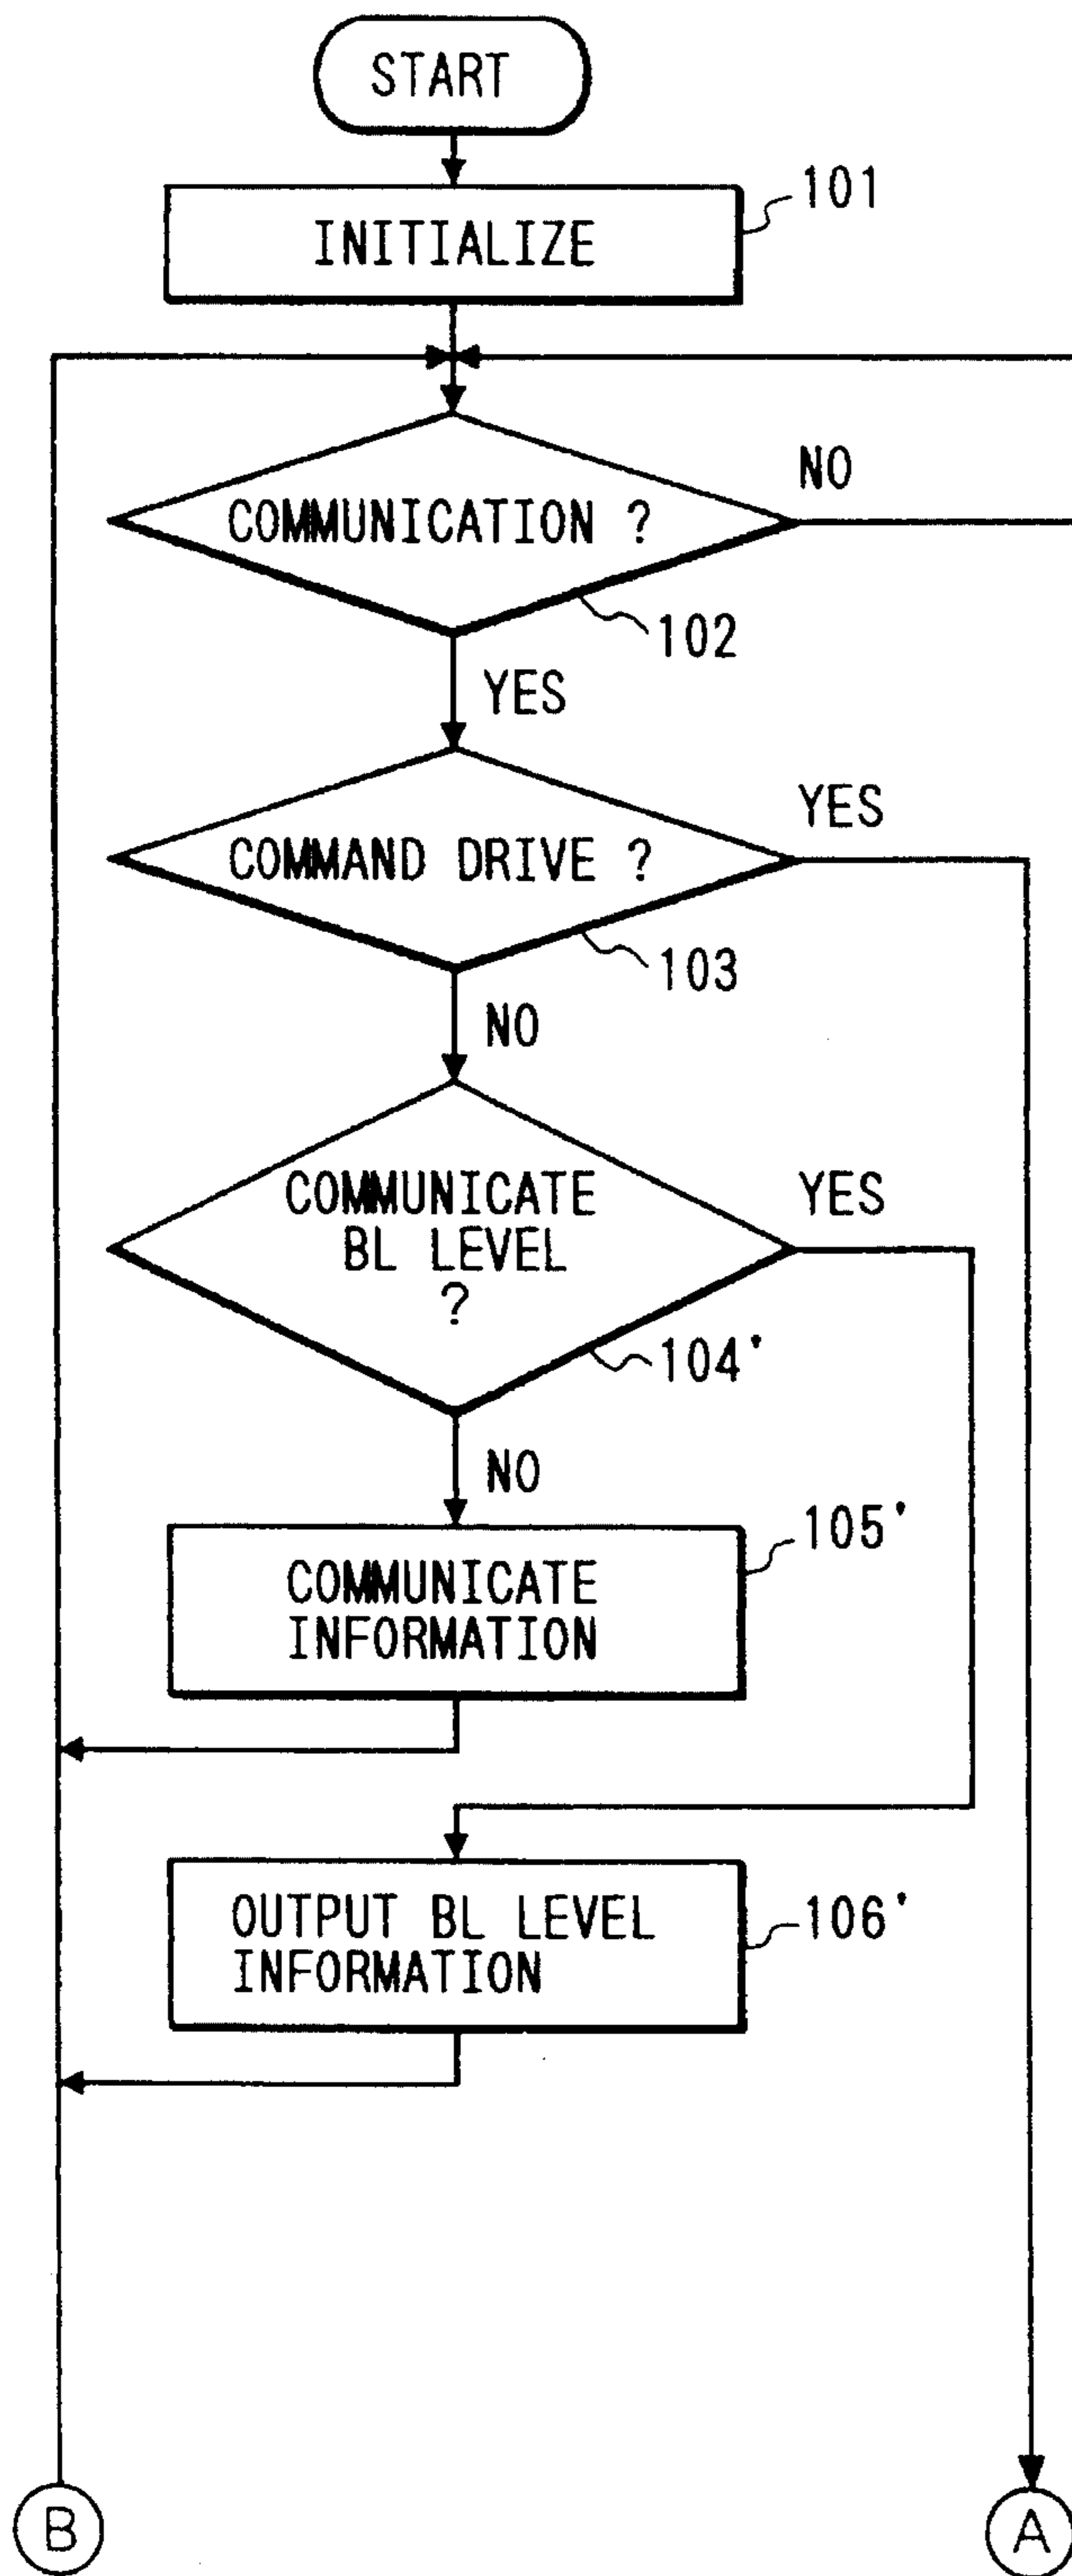 START
INITIALIZE
101
COMMUNICATION ?
NO
102
YES
COMMAND DRIVE ?
YES
103
NO
COMMUNICATE
BL LEVEL
?
YES
104'
NO
COMMUNICATE
INFORMATION
105'
OUTPUT BL LEVEL
INFORMATION
106'
B
A